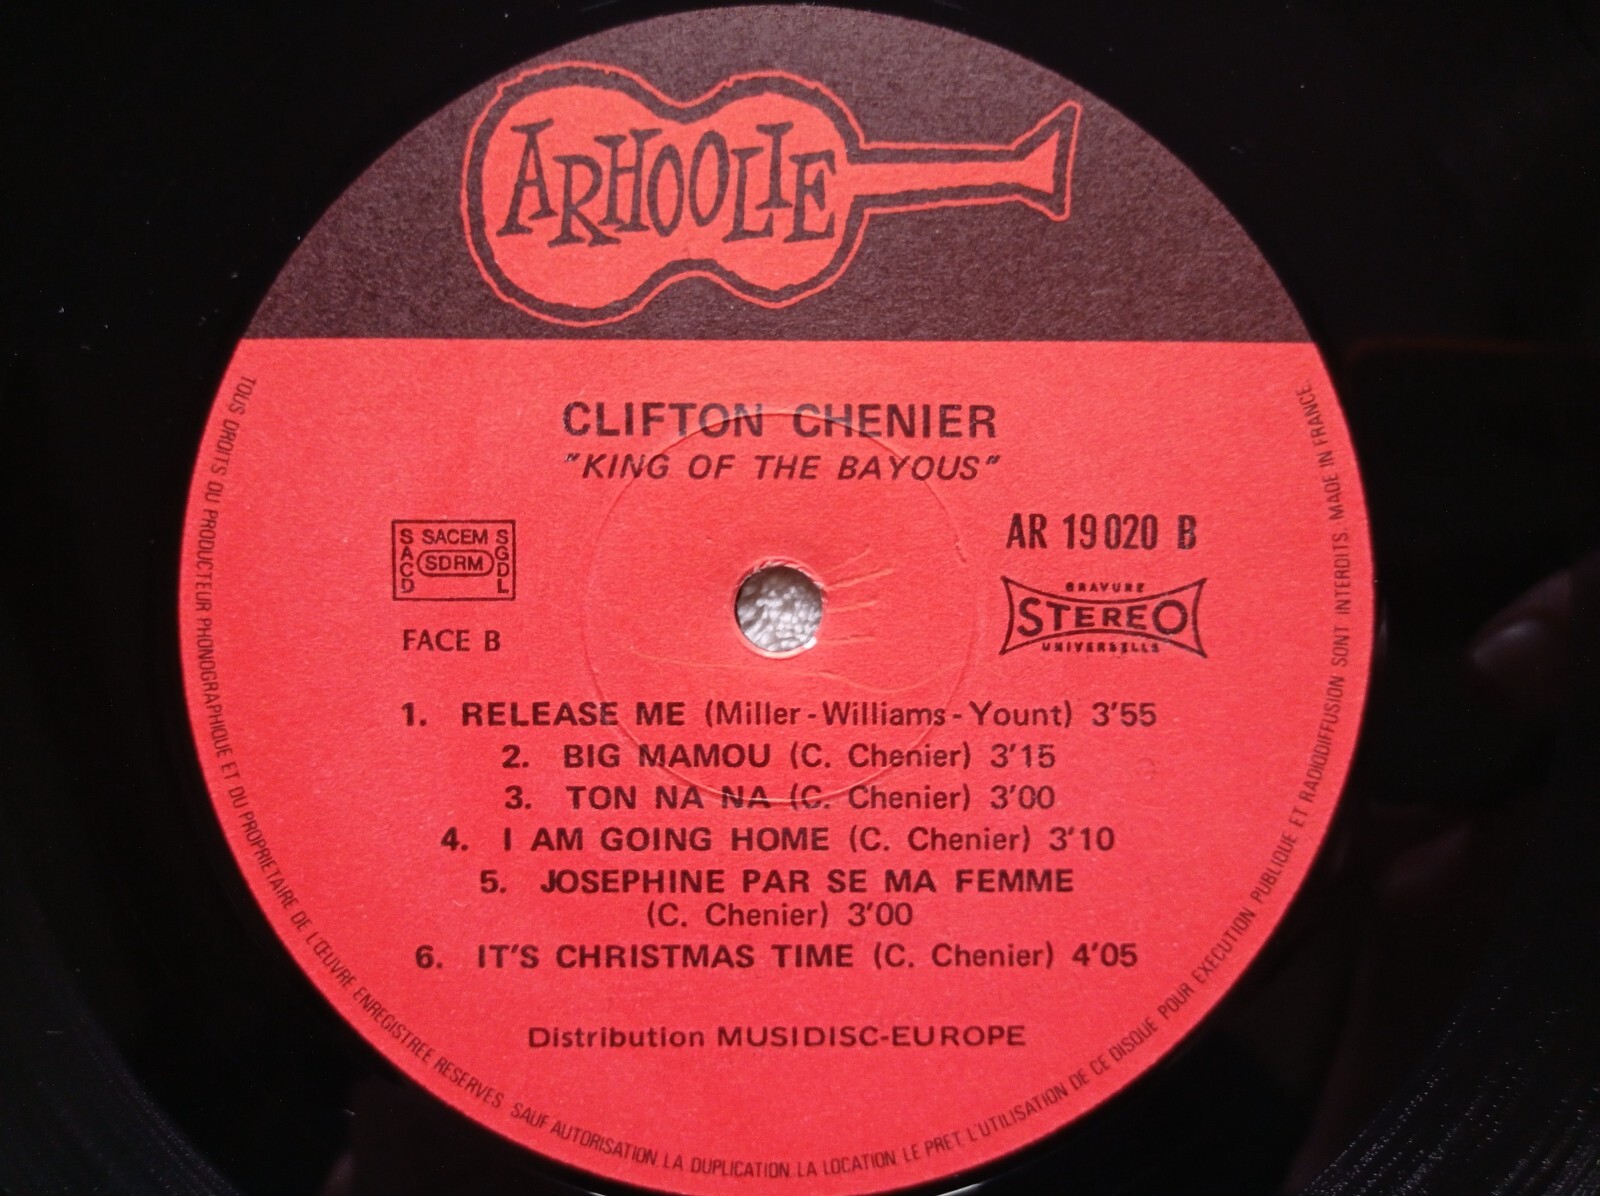 ARHOOLIE
CLIFTON CHENIER
"KING OF THE BAYOUS"
SACD
SACEM
SDRM
SGDL
FACE B
AR 19 020 B
GRAVURE
STEREO
UNIVERSELLE
1. RELEASE ME (Miller - Williams - Yount) 3'55
2. BIG MAMOU (C. Chenier) 3'15
3. TON NA NA (C. Chenier) 3'00
4. I AM GOING HOME (C. Chenier) 3'10
5. JOSEPHINE PAR SE MA FEMME
(C. Chenier) 3'00
6. IT'S CHRISTMAS TIME (C. Chenier) 4'05
Distribution MUSIDISC-EUROPE
TOUS DROITS DU PRODUCTEUR PHONOGRAPHIQUE ET DU PROPRIETAIRE DE L'ŒUVRE ENREGISTREE RESERVES. SAUF AUTORISATION LA DUPLICATION LA LOCATION LE PRET L'UTILISATION DE CE DISQUE POUR EXECUTION PUBLIQUE ET RADIODIFFUSION SONT INTERDITS. MADE IN FRANCE